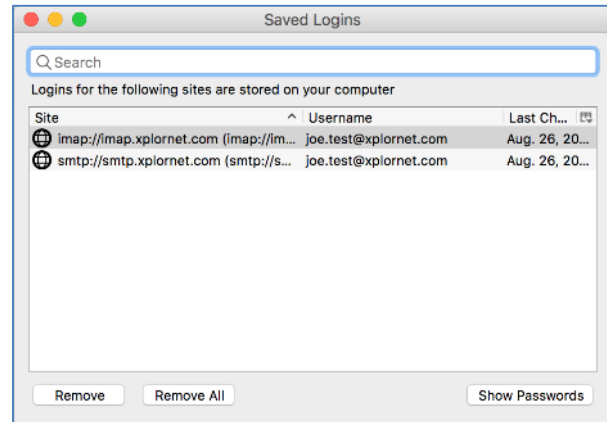 Saved Logins
Search
Logins for the following sites are stored on your computer
Site Username Last Ch...
imap://imap.xplornet.com (imap://im... joe.test@xplornet.com Aug. 26, 20...
smtp://smtp.xplornet.com (smtp://s... joe.test@xplornet.com Aug. 26, 20...
Remove Remove All Show Passwords